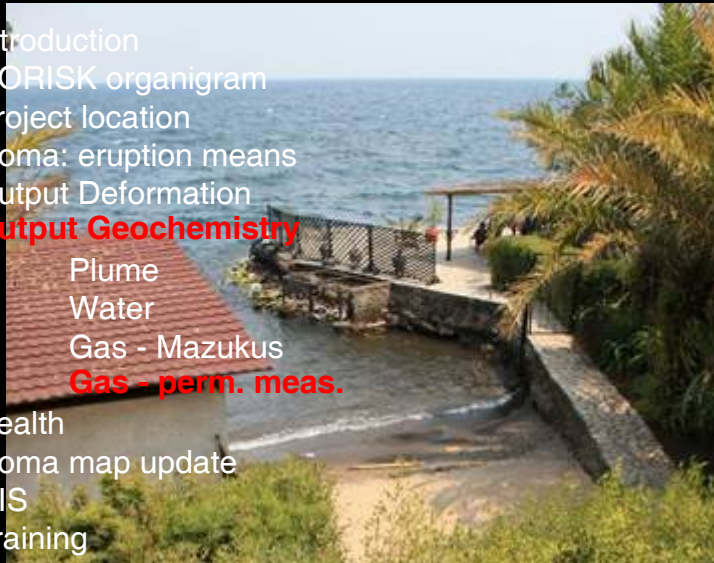 troduction
ORISK organigram
roject location
oma: eruption means
utput Deformation
utput Geochemistry
Plume
Water
Gas - Mazukus
Gas - perm. meas.
ealth
oma map update
IS
raining